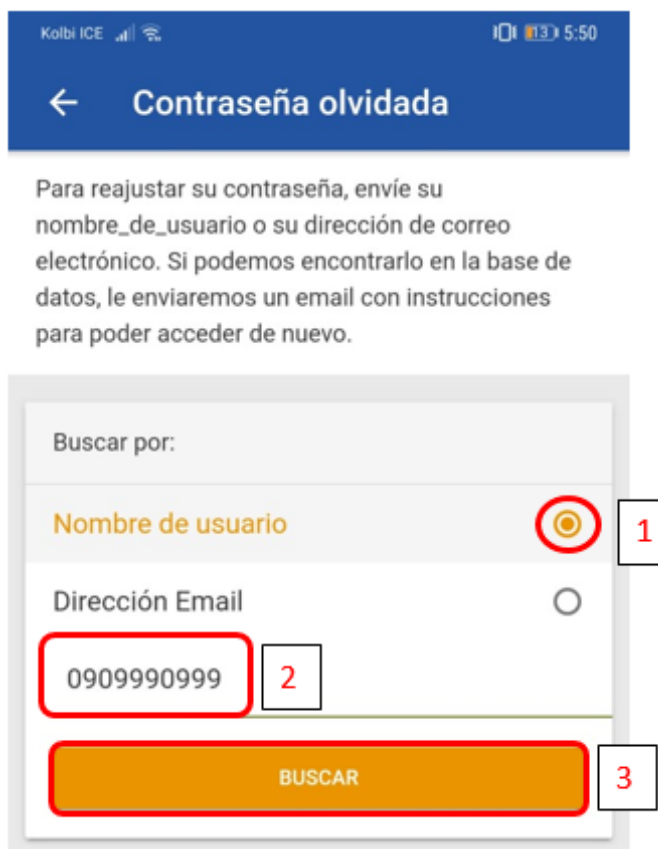 Kolbi ICE 13 5:50
Contraseña olvidada
Para reajustar su contraseña, envíe su
nombre_de_usuario o su dirección de correo
electrónico. Si podemos encontrarlo en la base de
datos, le enviaremos un email con instrucciones
para poder acceder de nuevo.
Buscar por:
Nombre de usuario
1
Dirección Email
0909990999
2
BUSCAR
3